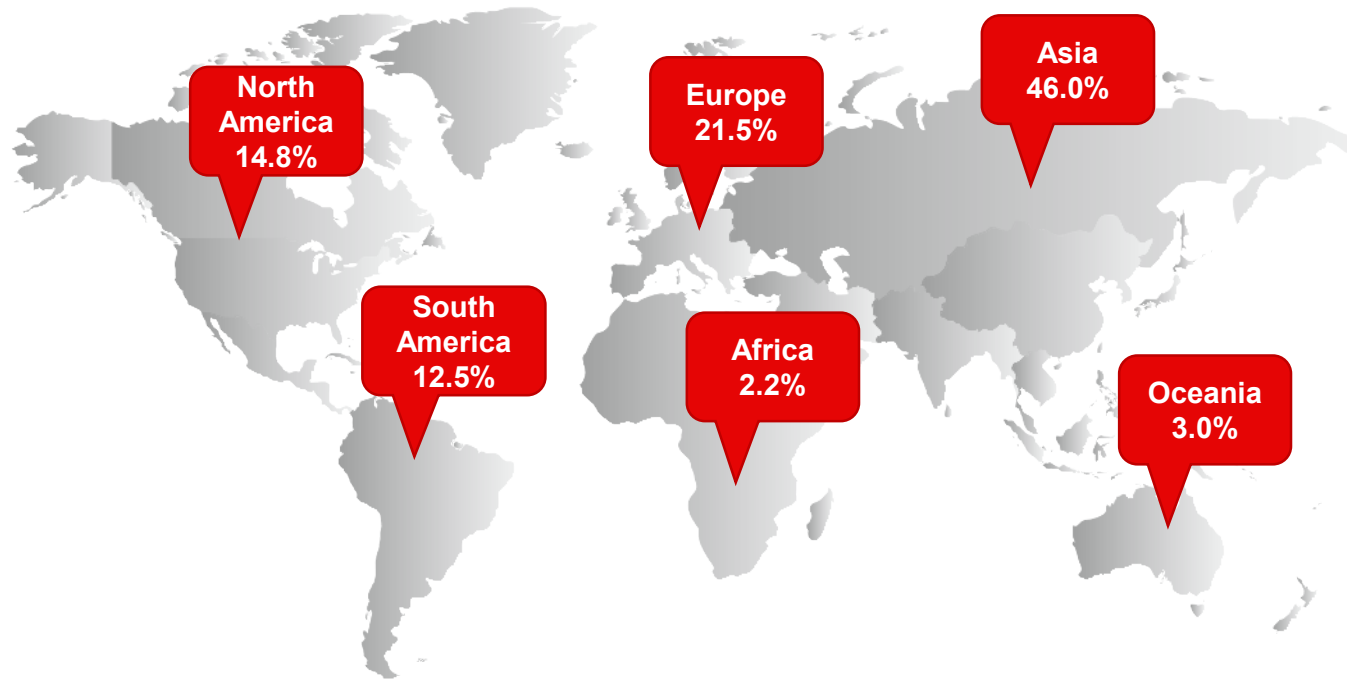 North
America
14.8%
Europe
21.5%
Asia
46.0%
South
America
12.5%
Africa
2.2%
Oceania
3.0%